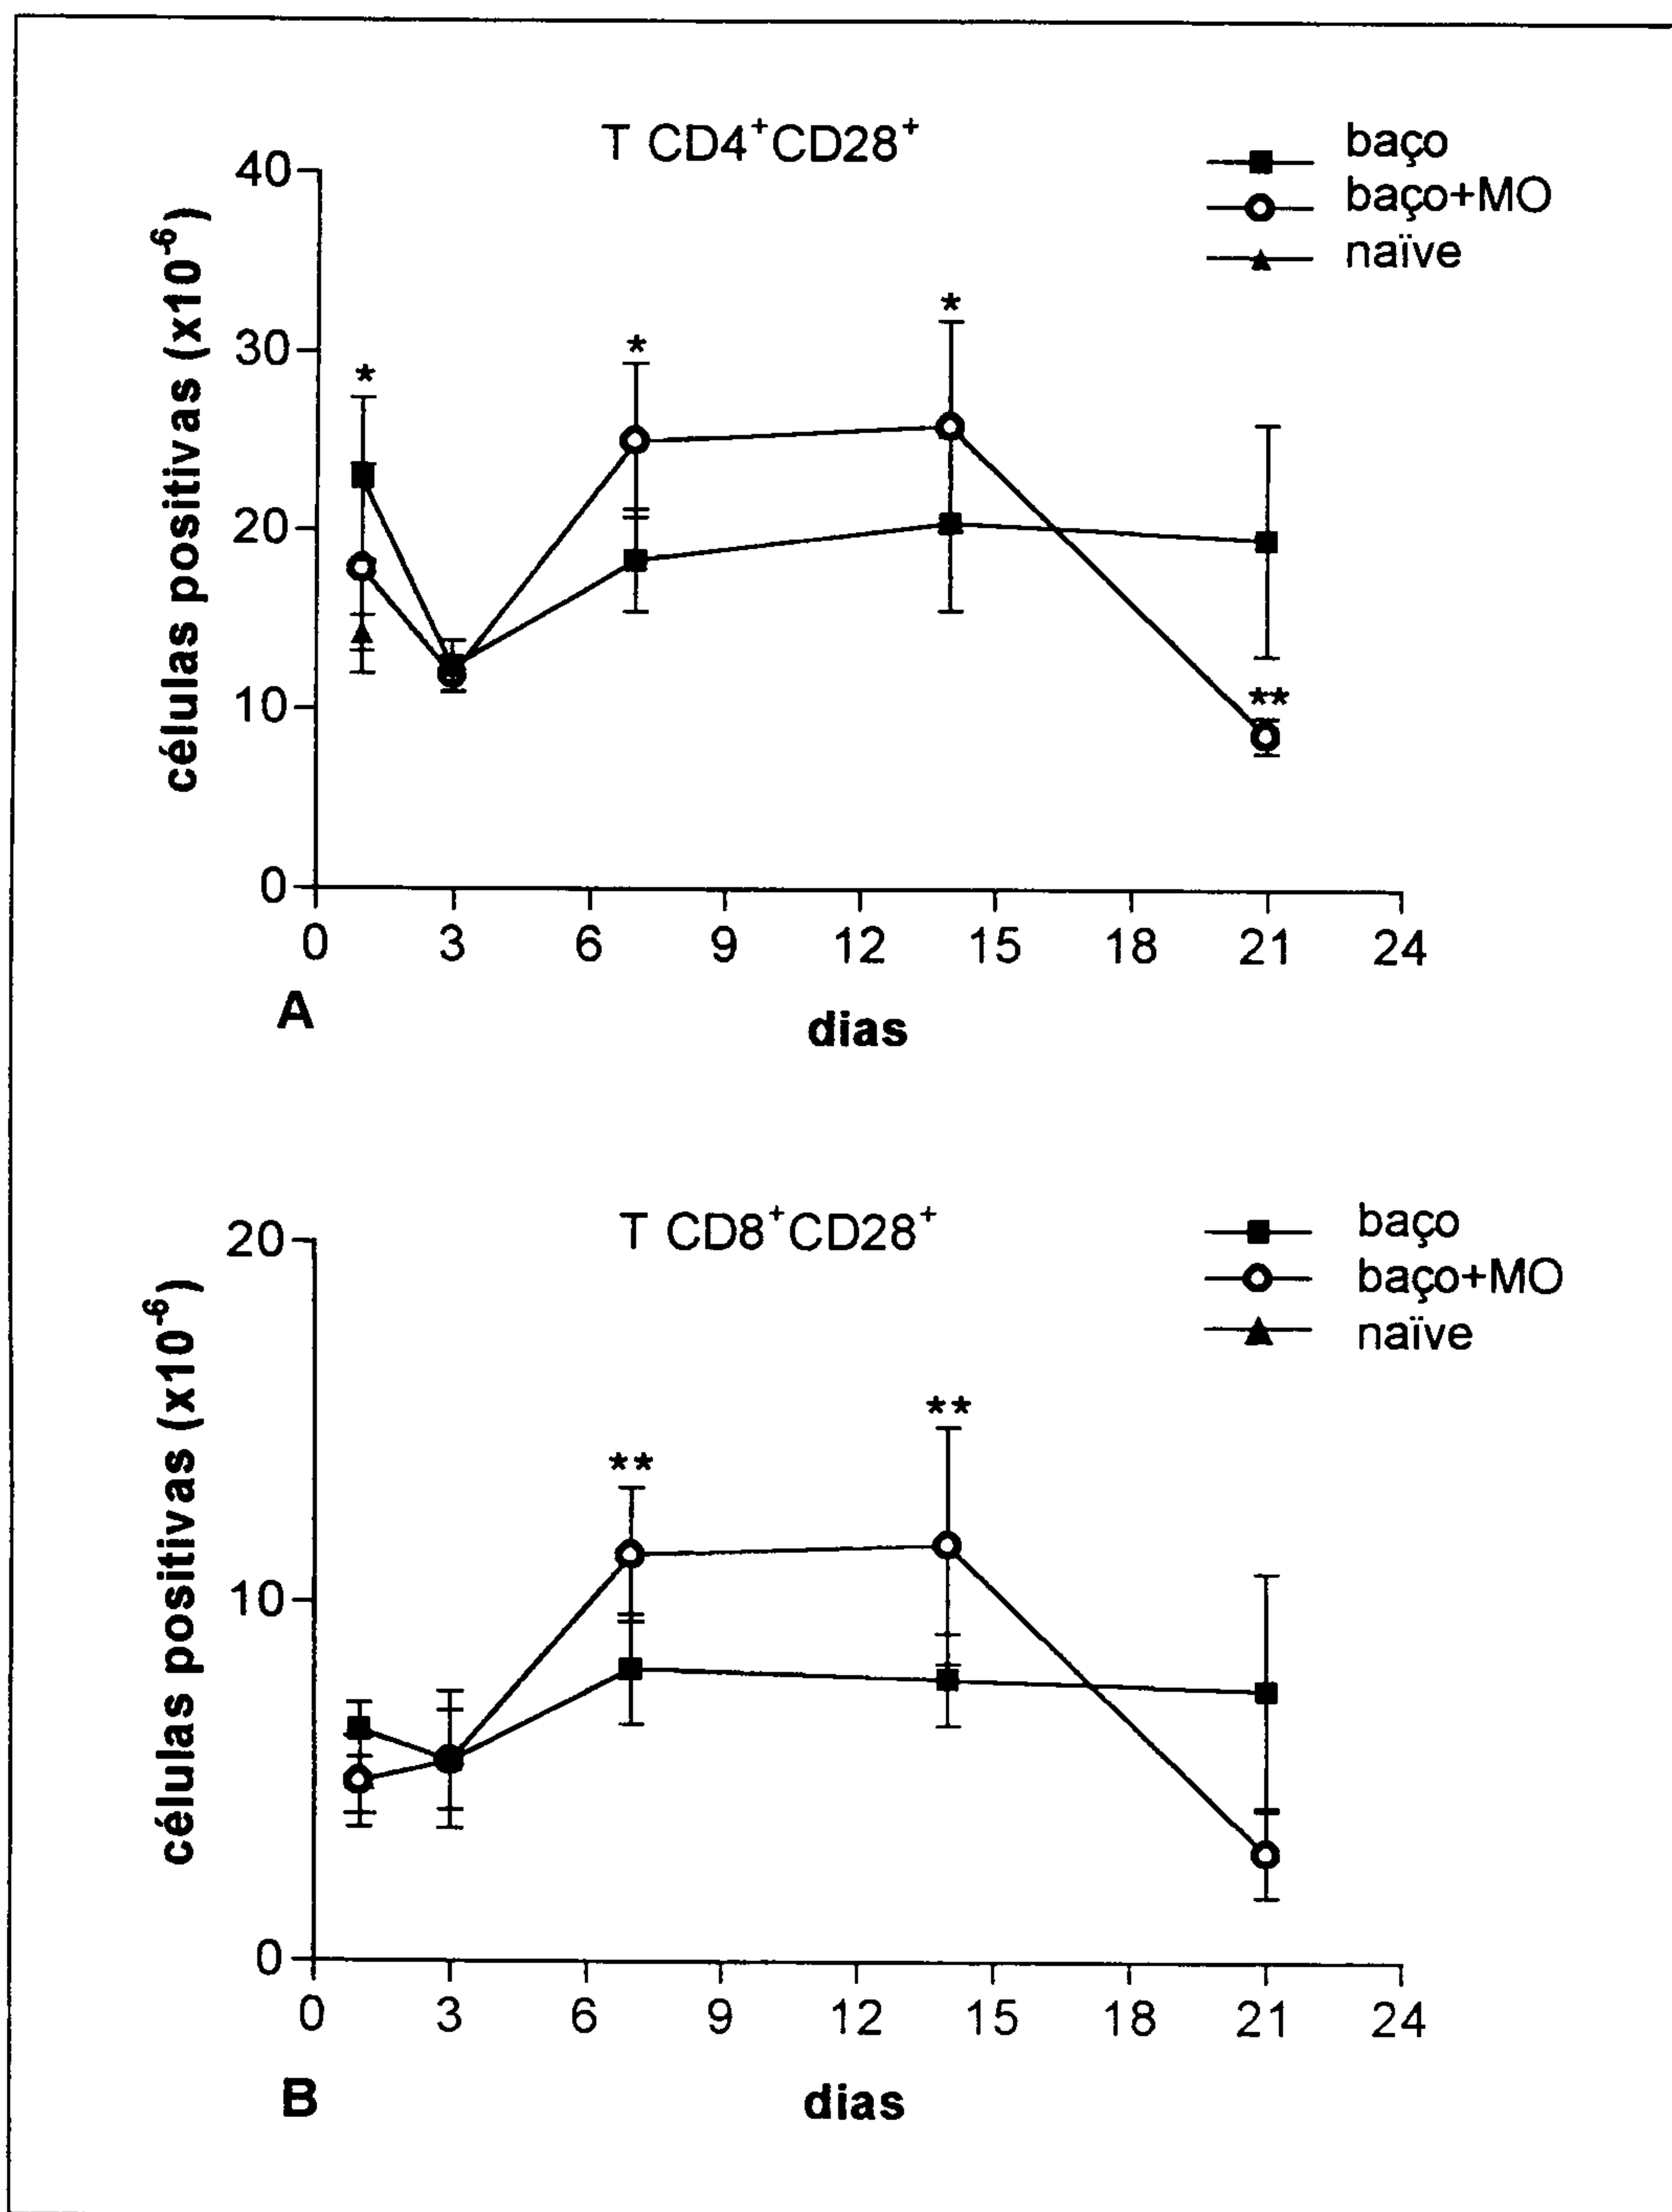 T CD4⁺CD28⁺
baço
baço+MO
naïve
células positivas (x10⁻⁶)
40
30
20
10
0
*
*
*
**
0 3 6 9 12 15 18 21 24
A
dias
T CD8⁺CD28⁺
baço
baço+MO
naïve
células positivas (x10⁻⁶)
20
10
0
**
**
0 3 6 9 12 15 18 21 24
B
dias